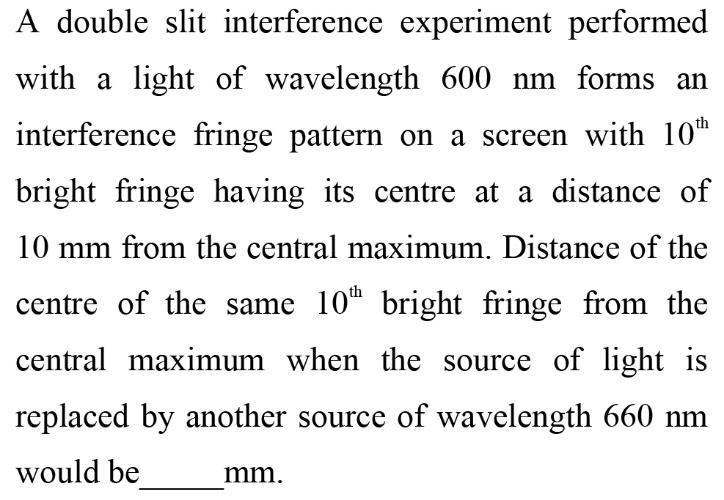 A double slit interference experiment performed
with a light of wavelength 600 nm forms an
interference fringe pattern on a screen with 10th
bright fringe having its centre at a distance of
10 mm from the central maximum. Distance of the
centre of the same 10th bright fringe from the
central maximum when the source of light is
replaced by another source of wavelength 660 nm
would be_____mm.